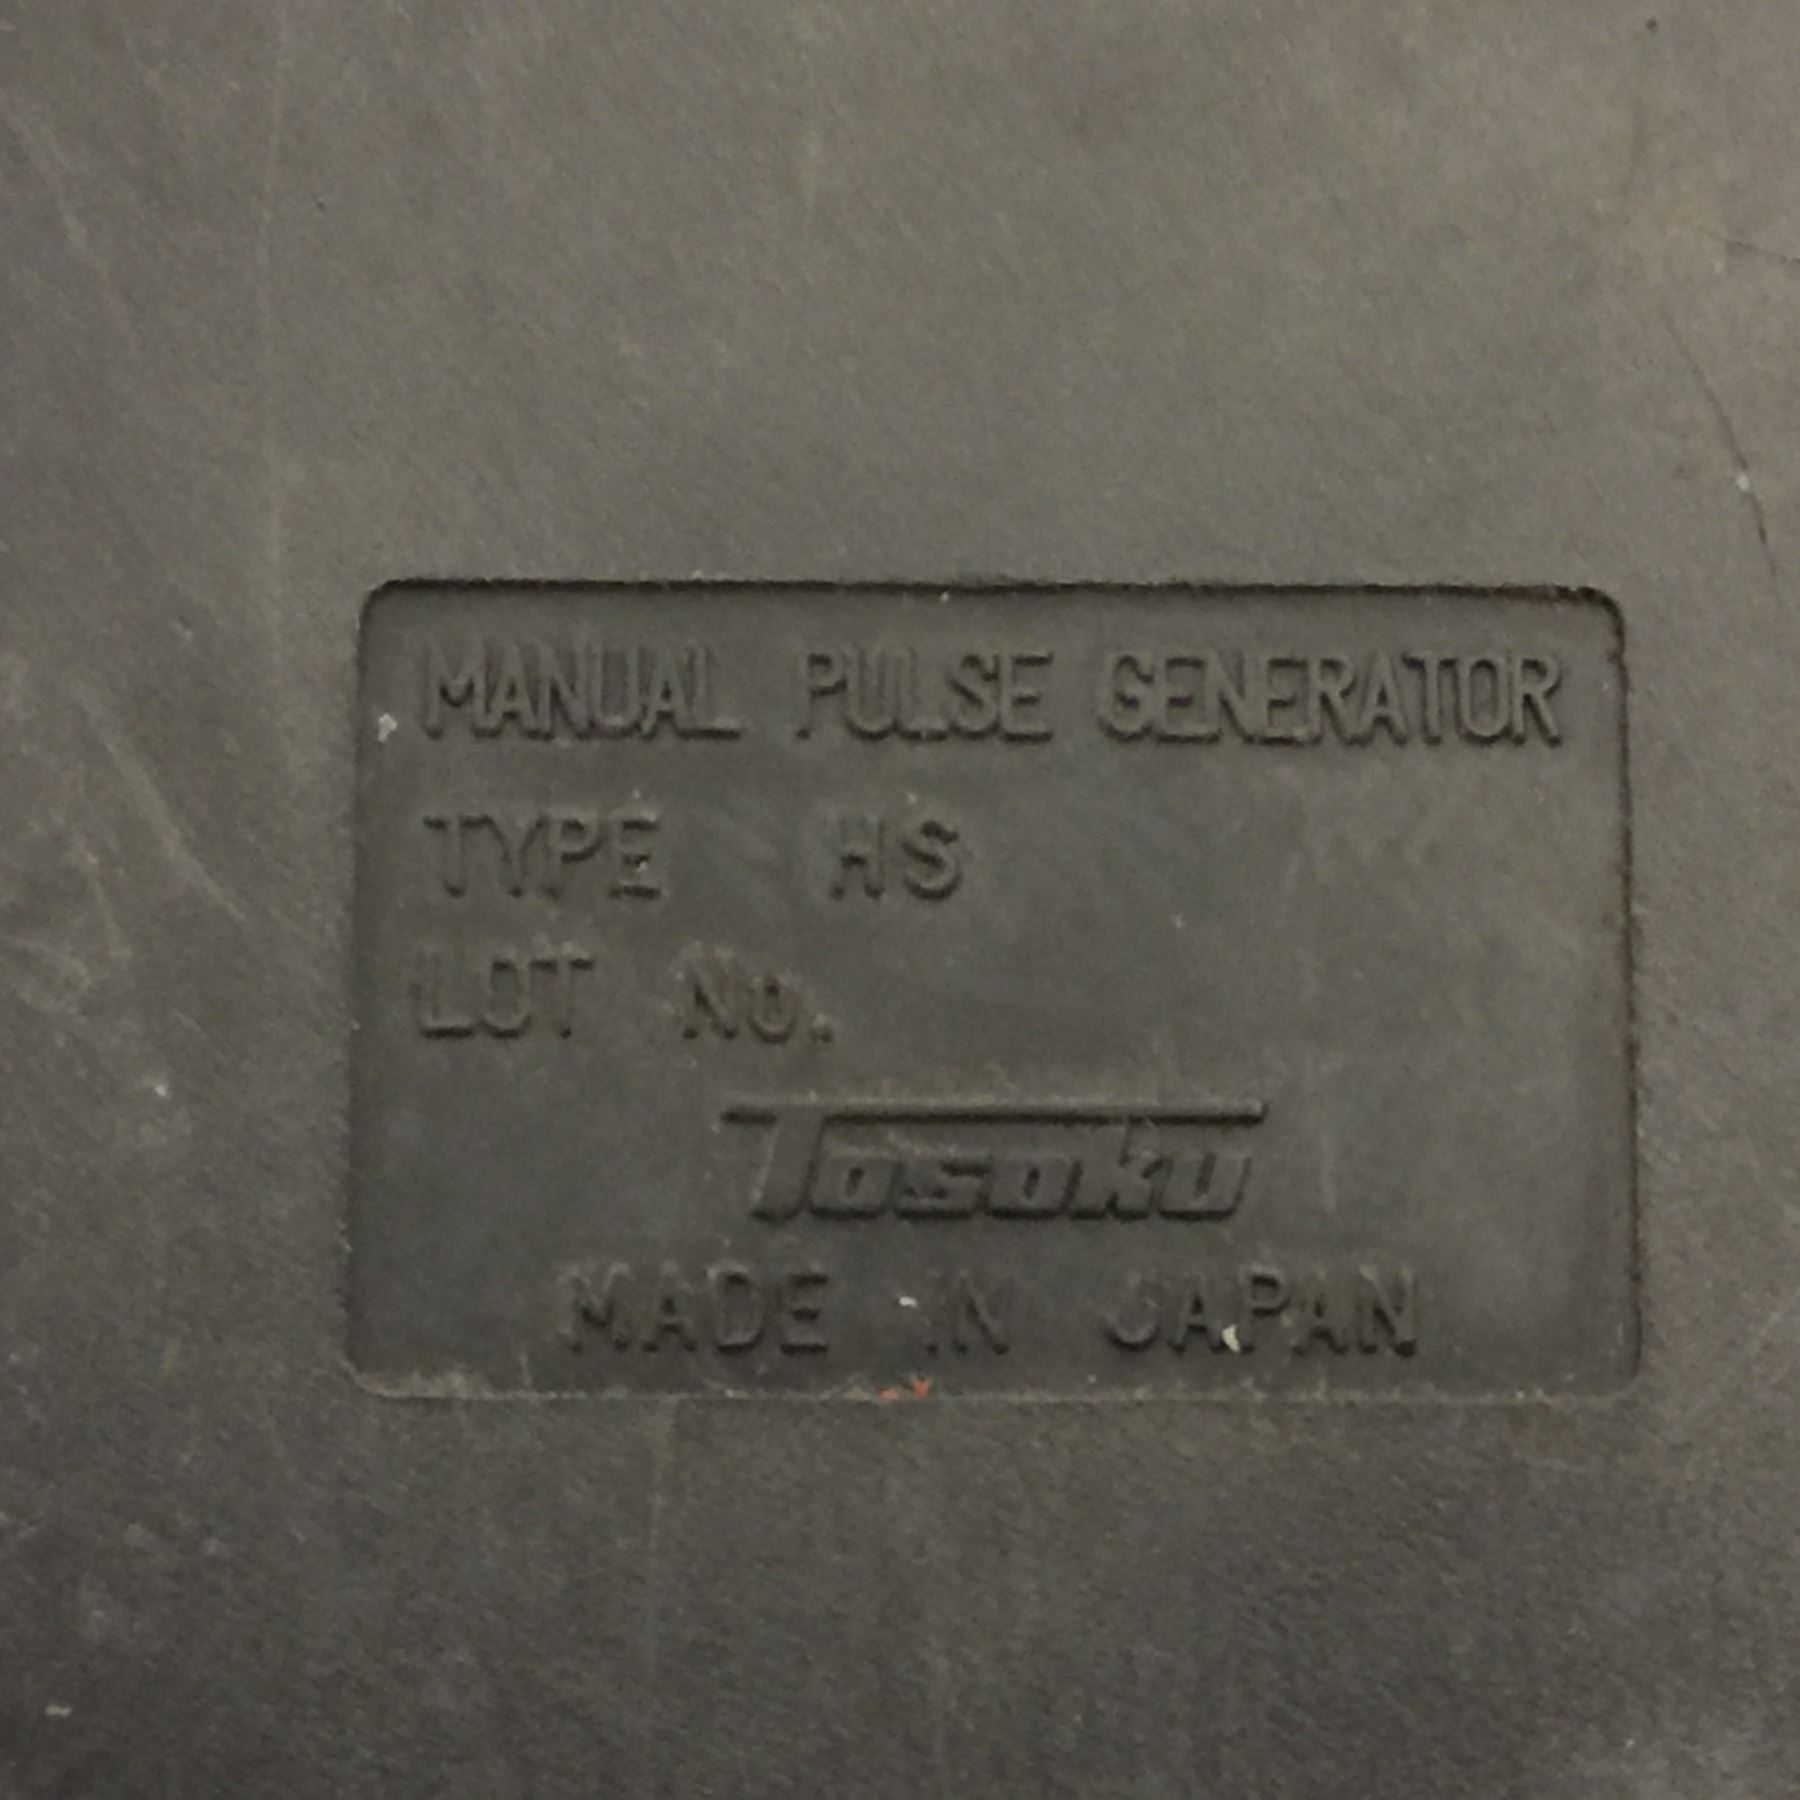 MANUAL PULSE GENERATOR
TYPE HS
LOT No.
Tosoku
MADE IN JAPAN